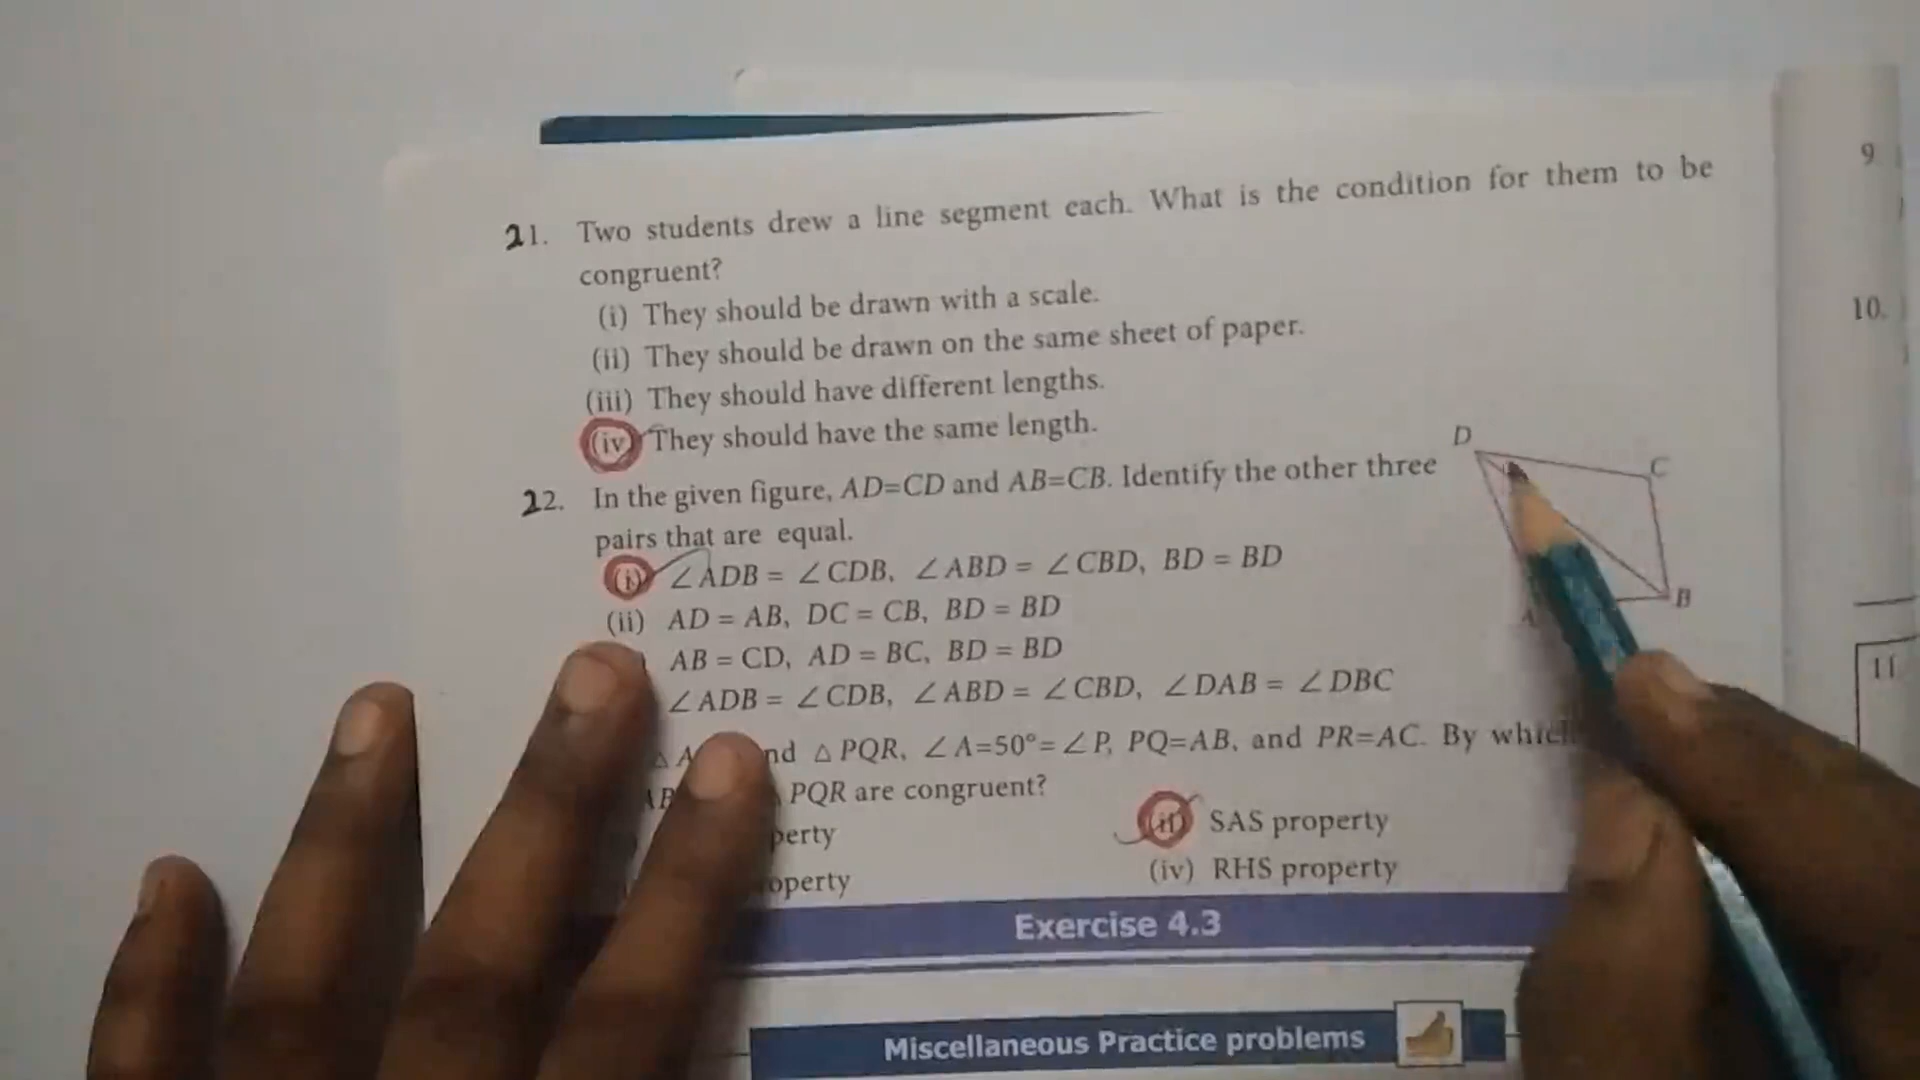 21. Two students drew a line segment each. What is the condition for them to be
congruent?
(i) They should be drawn with a scale.
(ii) They should be drawn on the same sheet of paper.
(iii) They should have different lengths.
(iv) They should have the same length.
22. In the given figure, AD=CD and AB=CB. Identify the other three
pairs that are equal.
(i) ∠ADB = ∠CDB, ∠ABD = ∠CBD, BD = BD
(ii) AD = AB, DC = CB, BD = BD
AB = CD, AD = BC, BD = BD
∠ADB = ∠CDB, ∠ABD = ∠CBD, ∠DAB = ∠DBC
D
C
B
A
△ PQR, ∠A=50°=∠P, PQ=AB, and PR=AC. By which
PQR are congruent?
(ii) SAS property
(iv) RHS property
Exercise 4.3
Miscellaneous Practice problems
9
10.
11